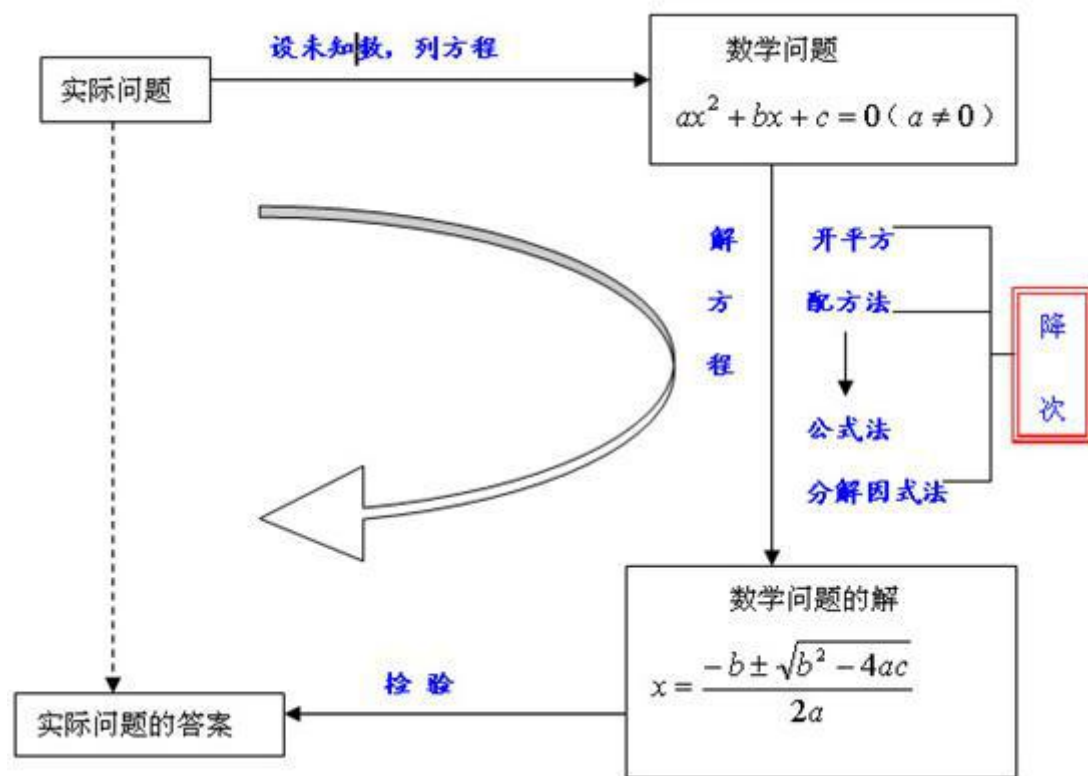 设未知数，列方程
实际问题
数学问题
ax² + bx + c = 0（a ≠ 0）
解方程
开平方
配方法
公式法
分解因式法
降次
数学问题的解
x = \frac{-b ± \sqrt{b² - 4ac}}{2a}
检 验
实际问题的答案